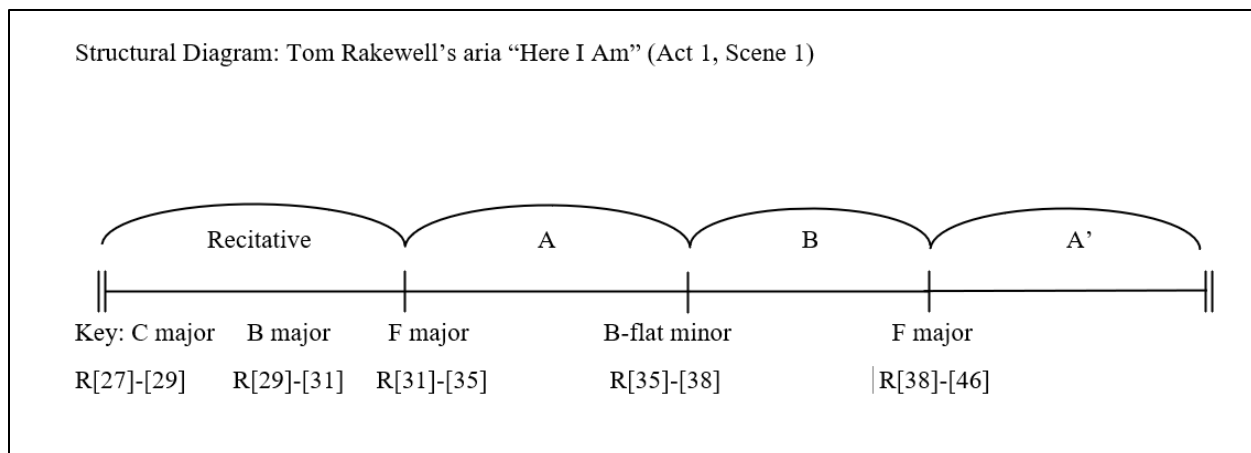 Structural Diagram: Tom Rakewell’s aria “Here I Am” (Act 1, Scene 1)
Recitative A B A’
Key: C major B major F major B-flat minor F major
R[27]-[29] R[29]-[31] R[31]-[35] R[35]-[38] R[38]-[46]